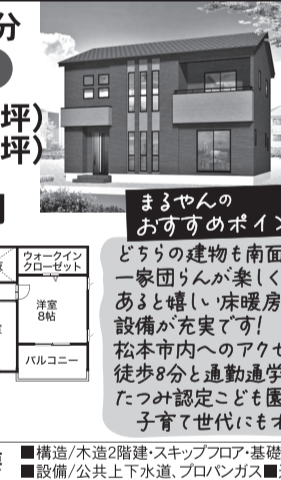 分
坪)
坪)
まるやんの
おすすめポイン
どちらの建物も南面
一家団らんが楽しく
あると嬉しい床暖房
設備が充実です!
松本市内へのアクセ
徒歩8分と通勤通学
たつみ認定こども園
子育て世代にもオ
ウォークイン
クローゼット
洋室
8帖
バルコニー
■構造/木造2階建・スキップフロア・基礎
■設備/公共上下水道、プロパンガス■